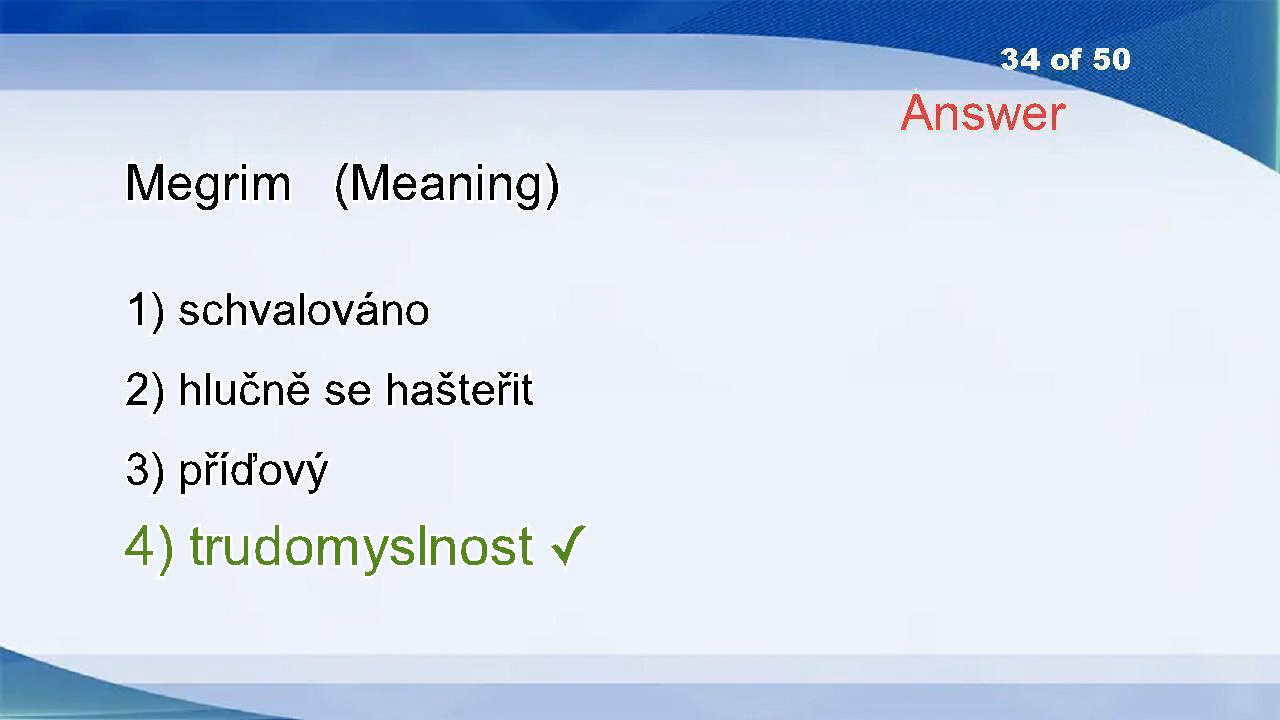 34 of 50
Answer
Megrim (Meaning)
1) schvalováno
2) hlučně se hašteřit
3) příďový
4) trudomyslnost ✓